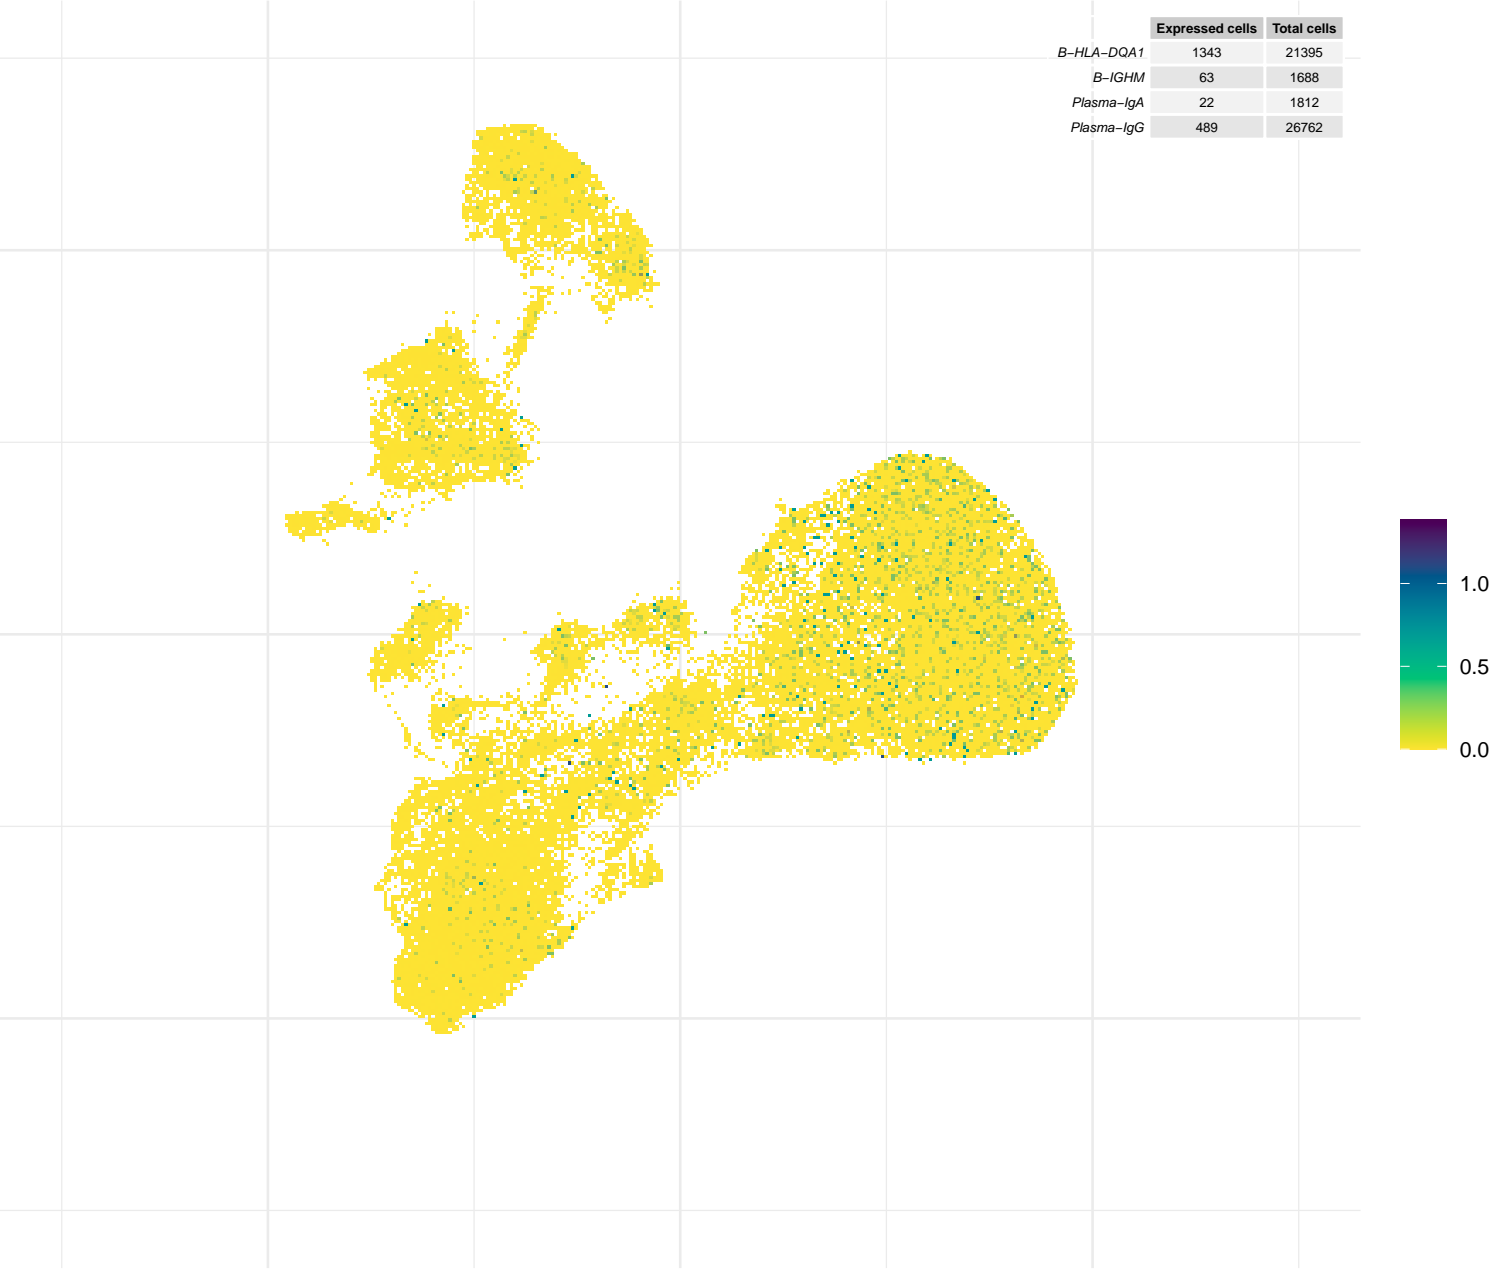 Expressed cells Total cells
B−HLA−DQA1 1343 21395
B−IGHM 63 1688
Plasma−IgA 22 1812
Plasma−IgG 489 26762
1.0
0.5
0.0